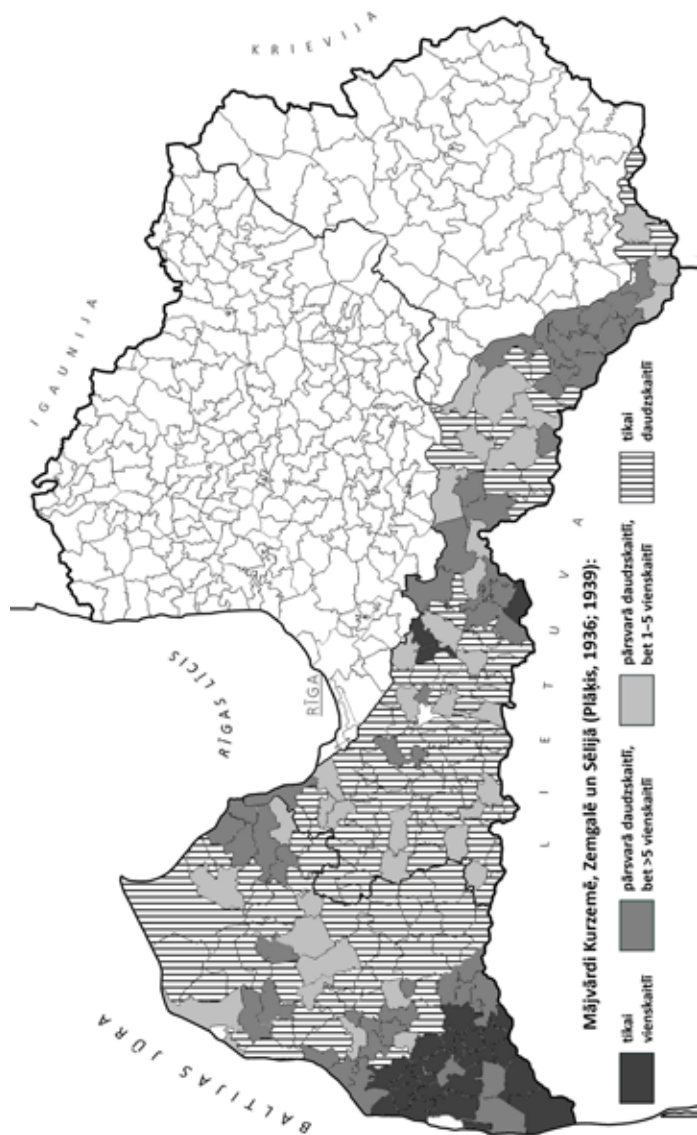 KRIEVIJA
IGAUNIJA
RĪGAS LĪCIS
RĪGA
BALTIJAS JŪRA
LIETUVA
Mājvārdi Kurzemē, Zemgalē un Sēlijā (Plāķis, 1936; 1939):
tikai
vienskaitlī
pārsvarā daudzskaitlī,
bet >5 vienskaitlī
pārsvarā daudzskaitlī,
bet 1–5 vienskaitlī
tikai
daudzskaitlī